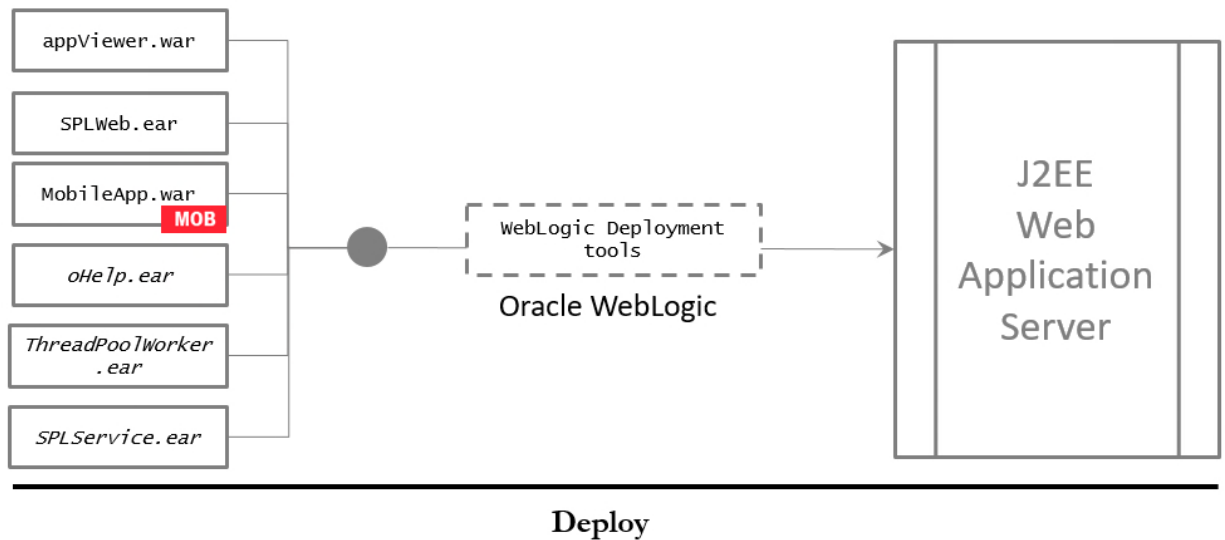 appViewer.war
SPLWeb.ear
MobileApp.war
MOB
oHelp.ear
ThreadPoolWorker
.ear
SPLService.ear
WebLogic Deployment
tools
Oracle WebLogic
J2EE
Web
Application
Server
Deploy